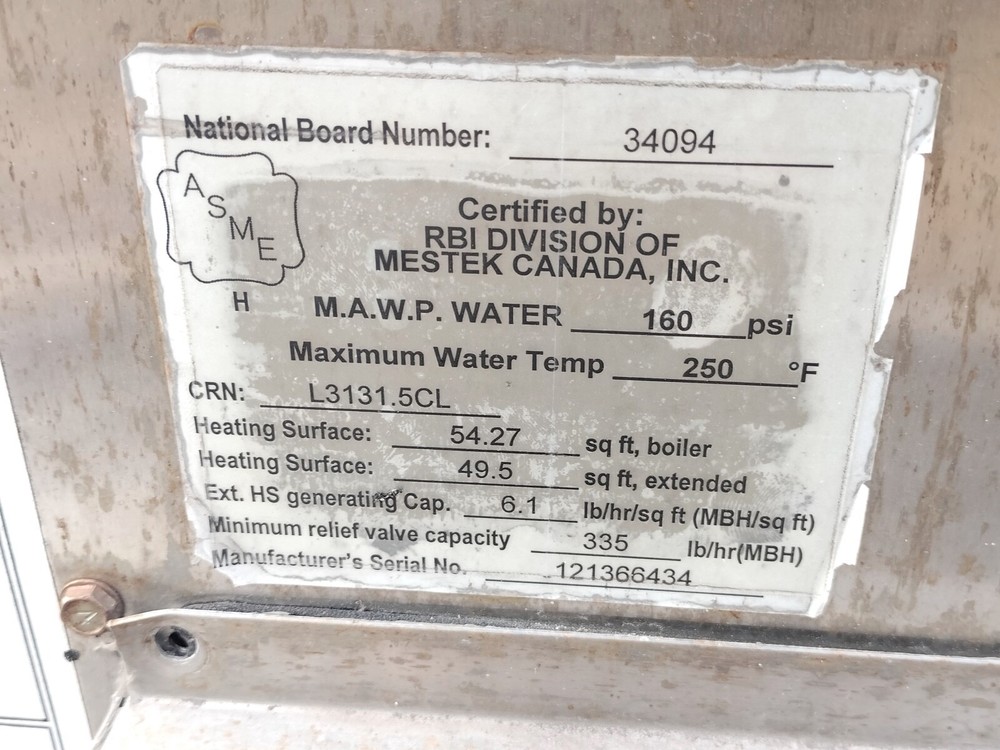 National Board Number: 34094
ASME
H
Certified by:
RBI DIVISION OF
MESTEK CANADA, INC.
M.A.W.P. WATER 160 psi
Maximum Water Temp 250 °F
CRN: L3131.5CL
Heating Surface: 54.27 sq ft, boiler
Heating Surface: 49.5 sq ft, extended
Ext. HS generating Cap. 6.1 lb/hr/sq ft (MBH/sq ft)
Minimum relief valve capacity 335 lb/hr(MBH)
Manufacturer's Serial No. 121366434